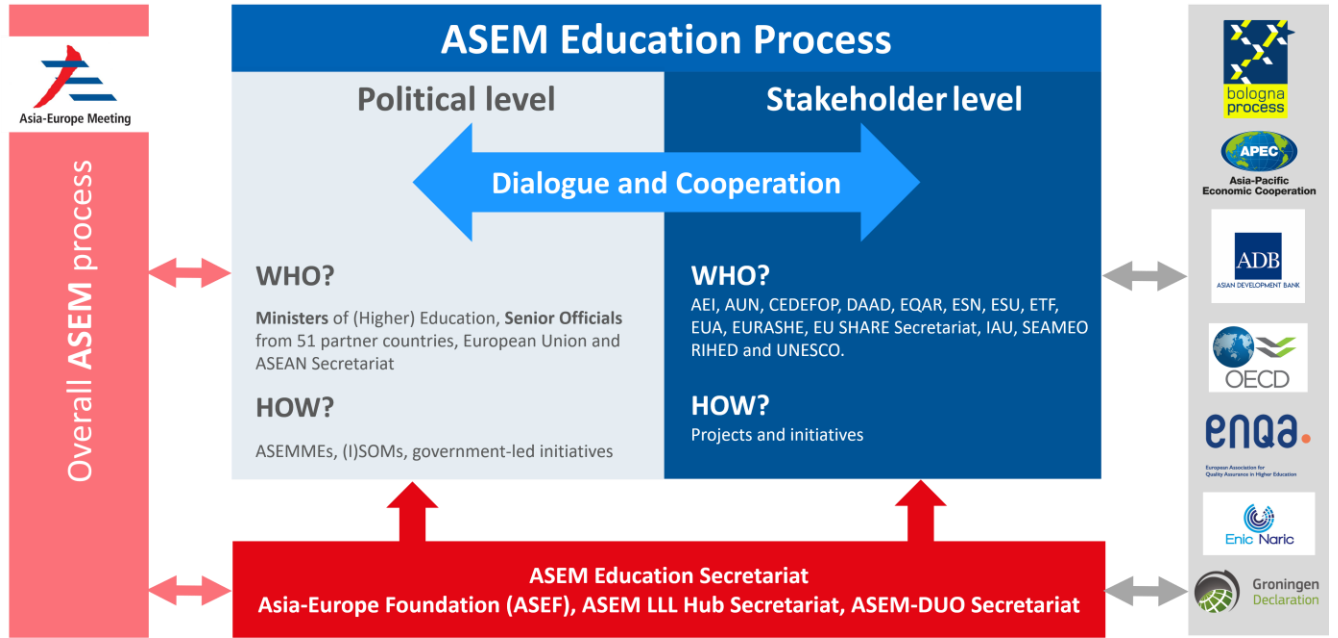 Asia-Europe Meeting
Overall ASEM process
ASEM Education Process
Political level
Stakeholder level
Dialogue and Cooperation
WHO?
Ministers of (Higher) Education, Senior Officials
from 51 partner countries, European Union and
ASEAN Secretariat
HOW?
ASEMMEs, (I)SOMs, government-led initiatives
WHO?
AEI, AUN, CEDEFOP, DAAD, EQAR, ESN, ESU, ETF,
EUA, EURASHE, EU SHARE Secretariat, IAU, SEAMEO
RIHED and UNESCO.
HOW?
Projects and initiatives
ASEM Education Secretariat
Asia-Europe Foundation (ASEF), ASEM LLL Hub Secretariat, ASEM-DUO Secretariat
bologna
process
APEC
Asia-Pacific
Economic Cooperation
ADB
ASIAN DEVELOPMENT BANK
OECD
enqa.
European Association for
Quality Assurance in Higher Education
Enic Naric
Groningen
Declaration